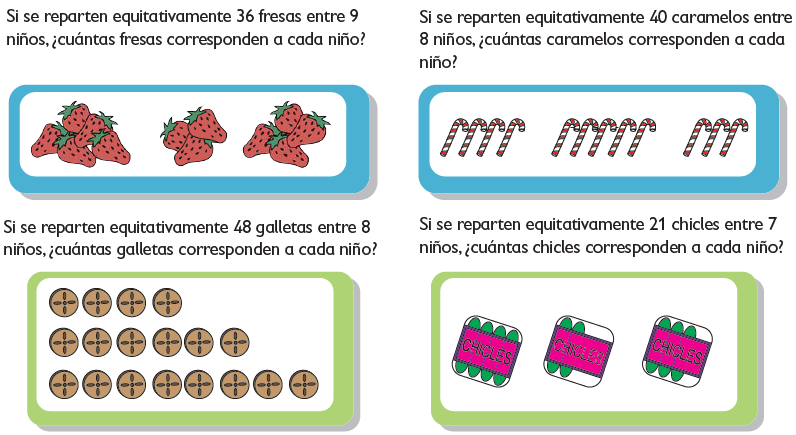 Si se reparten equitativamente 36 fresas entre 9
niños, ¿cuántas fresas corresponden a cada niño?
Si se reparten equitativamente 40 caramelos entre
8 niños, ¿cuántos caramelos corresponden a cada
niño?
Si se reparten equitativamente 48 galletas entre 8
niños, ¿cuántas galletas corresponden a cada niño?
Si se reparten equitativamente 21 chicles entre 7
niños, ¿cuántas chicles corresponden a cada niño?
CHICLES
CHICLES
CHICLES